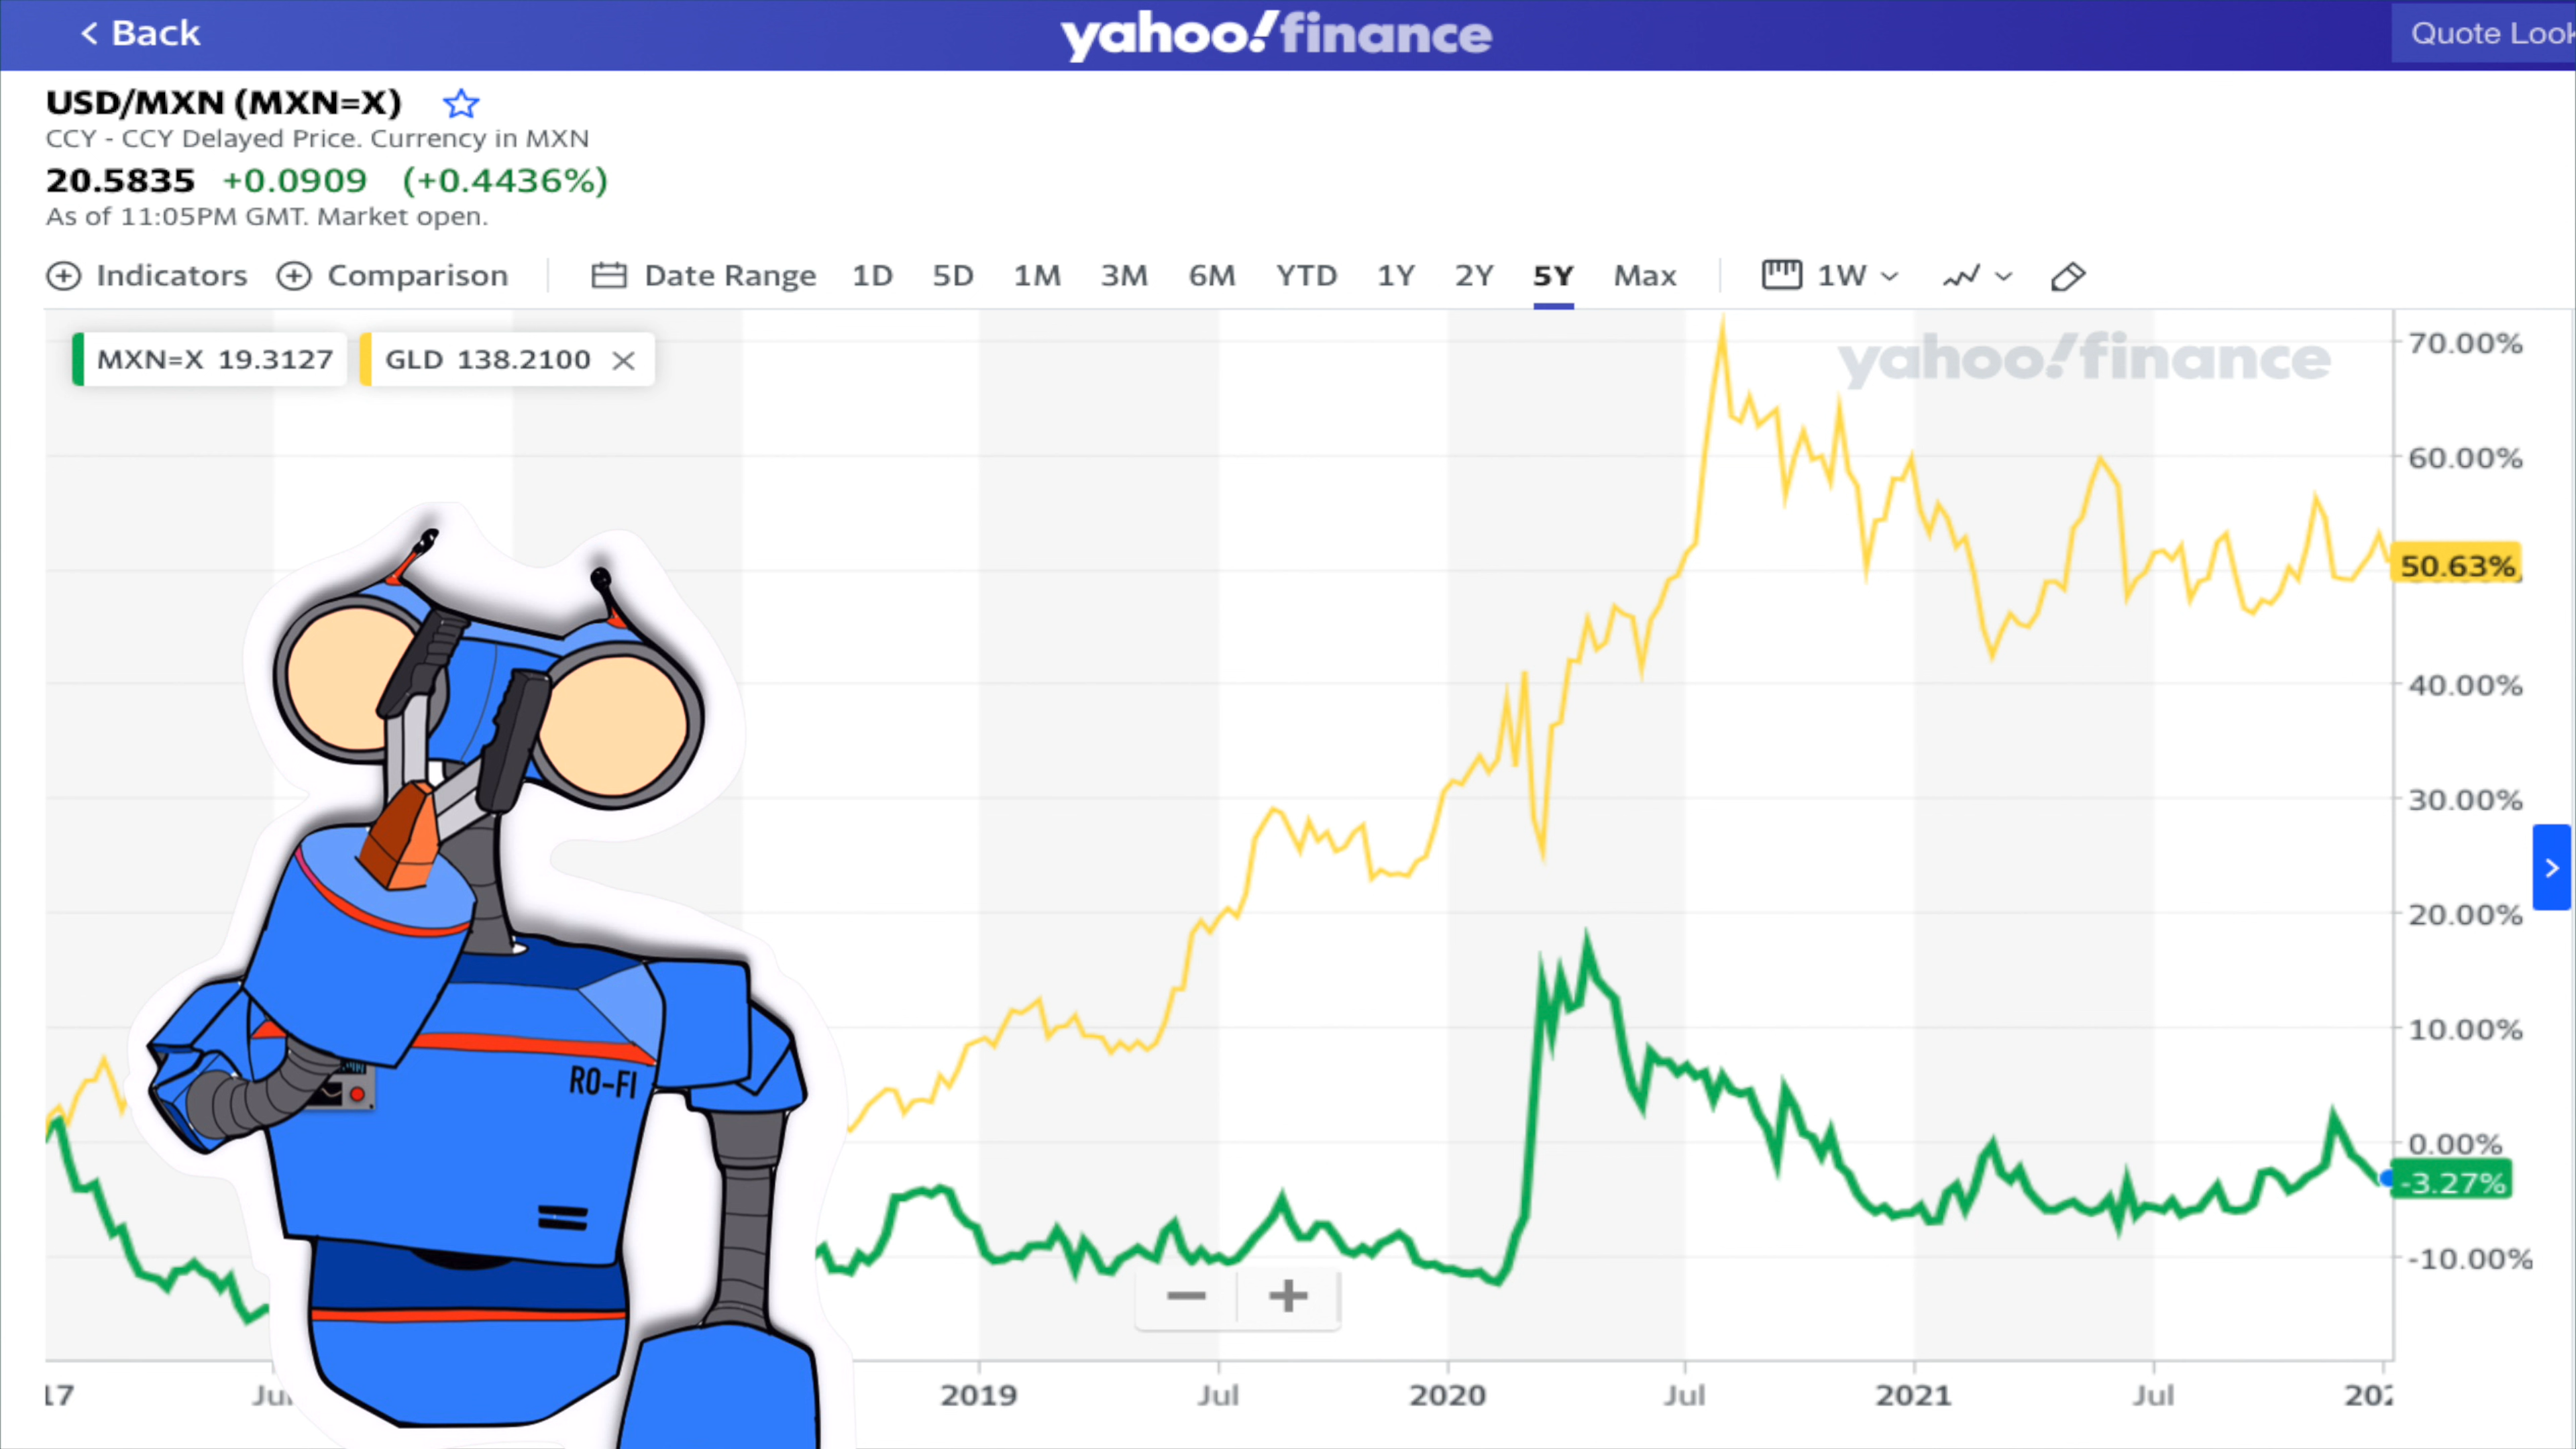 < Back
yahoo!finance
USD/MXN (MXN=X)
CCY - CCY Delayed Price. Currency in MXN
20.5835 +0.0909 (+0.4436%)
As of 11:05PM GMT. Market open.
Indicators Comparison Date Range 1D 5D 1M 3M 6M YTD 1Y 2Y 5Y Max 1W
MXN=X 19.3127 GLD 138.2100
yahoo!finance
70.00%
60.00%
50.63%
40.00%
30.00%
20.00%
10.00%
0.00%
-3.27%
-10.00%
RO-FI
17 2019 Jul 2020 Jul 2021 Jul